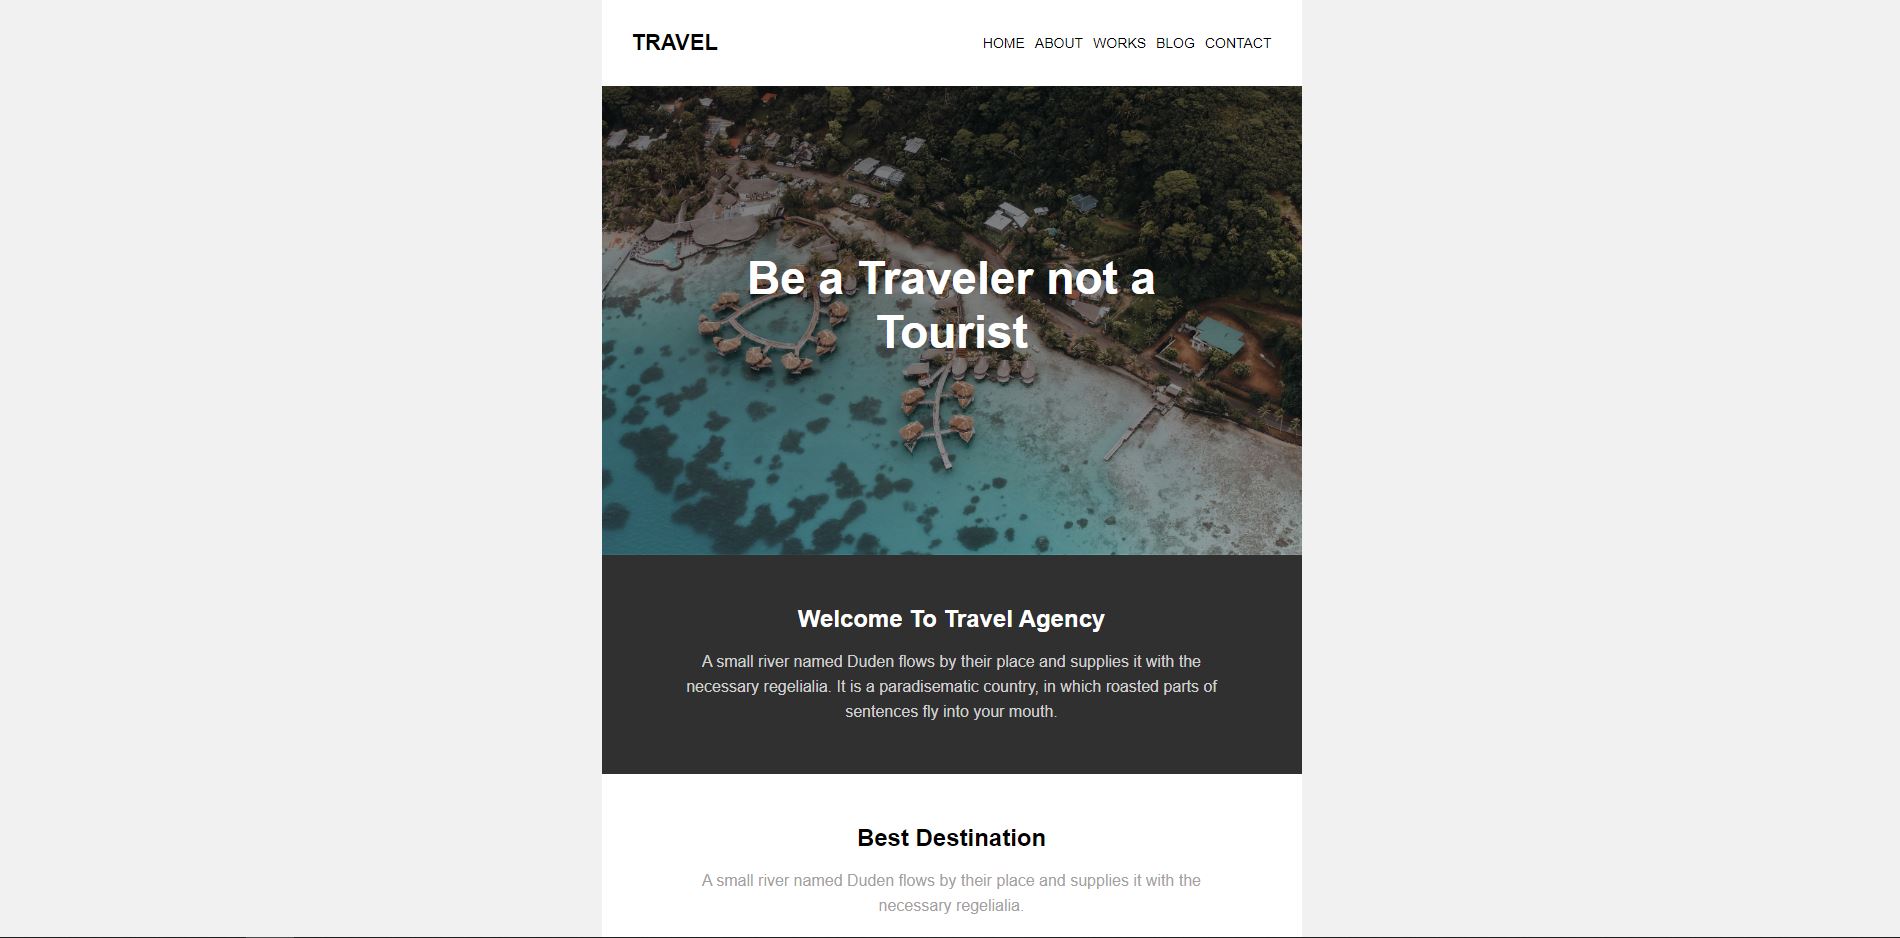 TRAVEL
HOME ABOUT WORKS BLOG CONTACT
Be a Traveler not a
Tourist
Welcome To Travel Agency
A small river named Duden flows by their place and supplies it with the
necessary regelialia. It is a paradisematic country, in which roasted parts of
sentences fly into your mouth.
Best Destination
A small river named Duden flows by their place and supplies it with the
necessary regelialia.